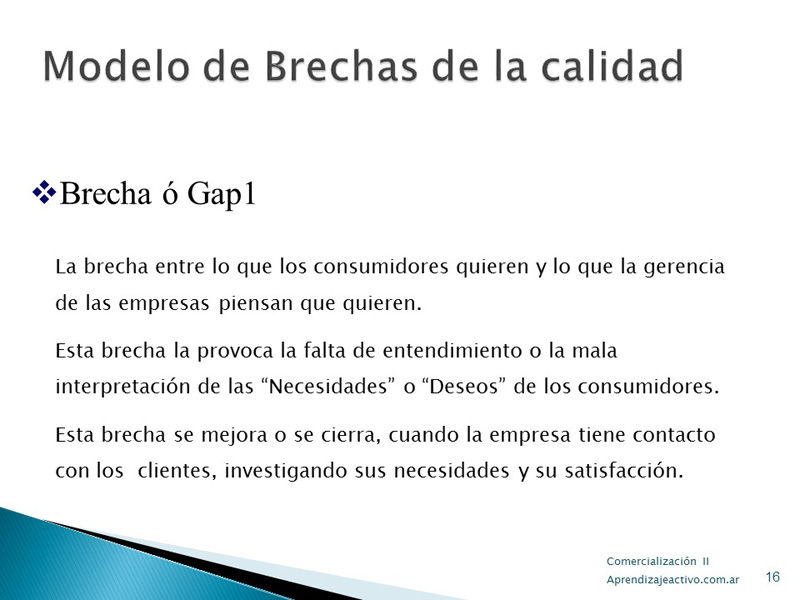 Modelo de Brechas de la calidad
Brecha ó Gap1
La brecha entre lo que los consumidores quieren y lo que la gerencia
de las empresas piensan que quieren.
Esta brecha la provoca la falta de entendimiento o la mala
interpretación de las “Necesidades” o “Deseos” de los consumidores.
Esta brecha se mejora o se cierra, cuando la empresa tiene contacto
con los  clientes, investigando sus necesidades y su satisfacción.
Comercialización II
Aprendizajeactivo.com.ar
16